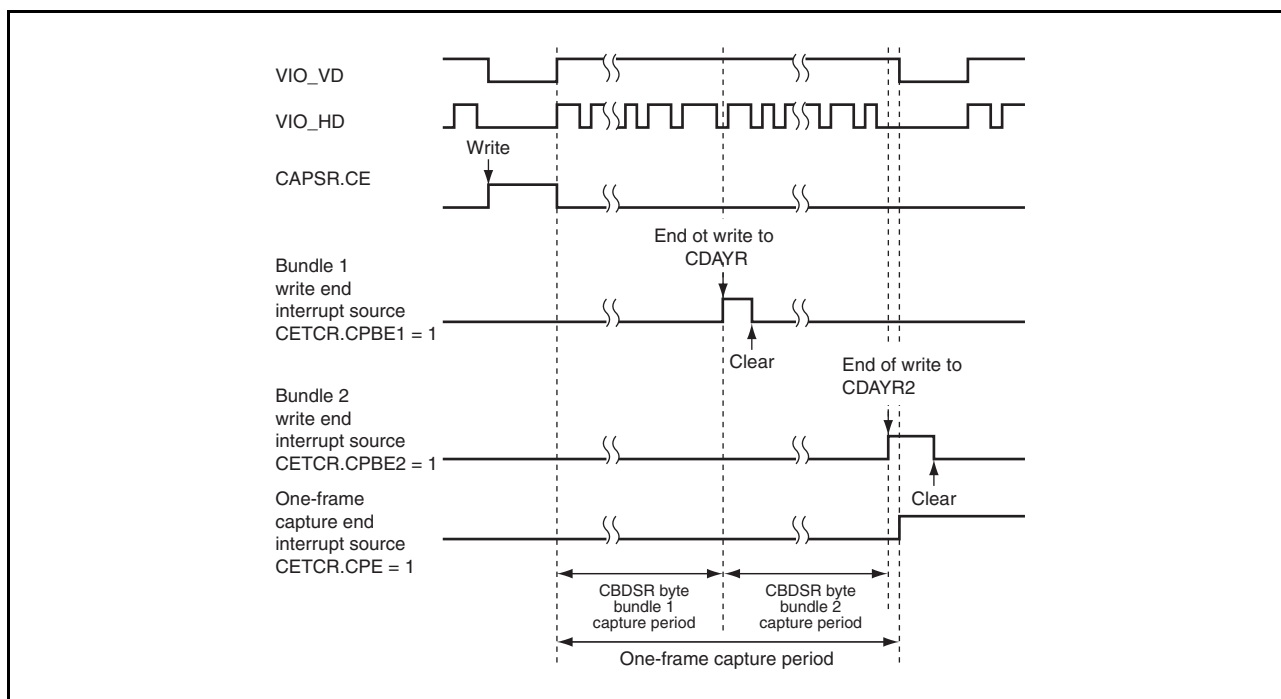 VIO_VD
VIO_HD
Write
CAPSR.CE
End ot write to
CDAYR
Bundle 1
write end
interrupt source
CETCR.CPBE1 = 1
Clear
End of write to
CDAYR2
Bundle 2
write end
interrupt source
CETCR.CPBE2 = 1
Clear
One-frame
capture end
interrupt source
CETCR.CPE = 1
CBDSR byte
bundle 1
capture period
CBDSR byte
bundle 2
capture period
One-frame capture period